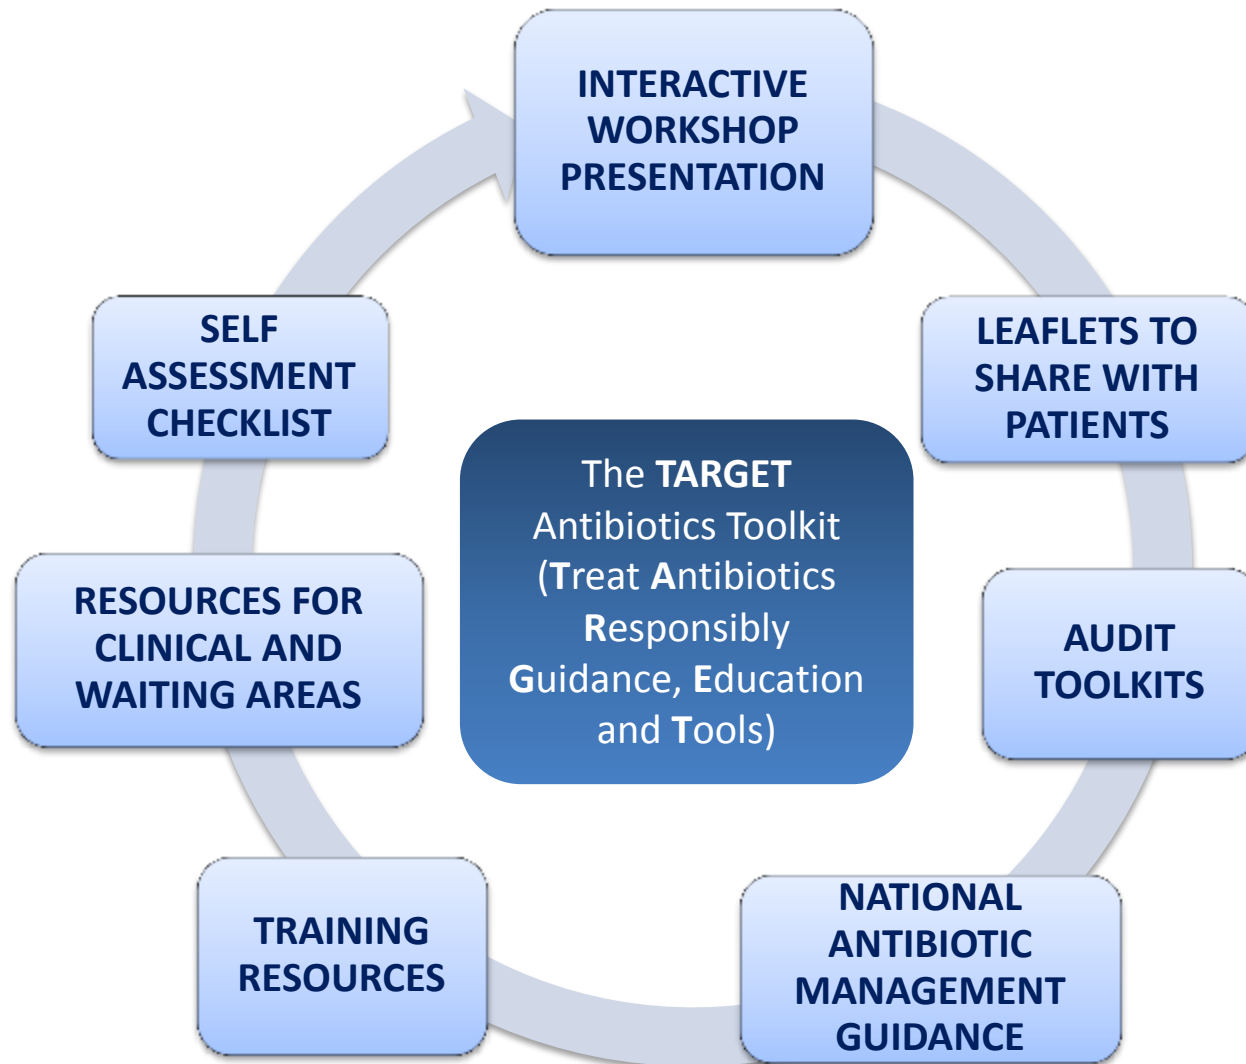 INTERACTIVE
WORKSHOP
PRESENTATION
LEAFLETS TO
SHARE WITH
PATIENTS
AUDIT
TOOLKITS
NATIONAL
ANTIBIOTIC
MANAGEMENT
GUIDANCE
TRAINING
RESOURCES
RESOURCES FOR
CLINICAL AND
WAITING AREAS
SELF
ASSESSMENT
CHECKLIST
The TARGET
Antibiotics Toolkit
(Treat Antibiotics
Responsibly
Guidance, Education
and Tools)